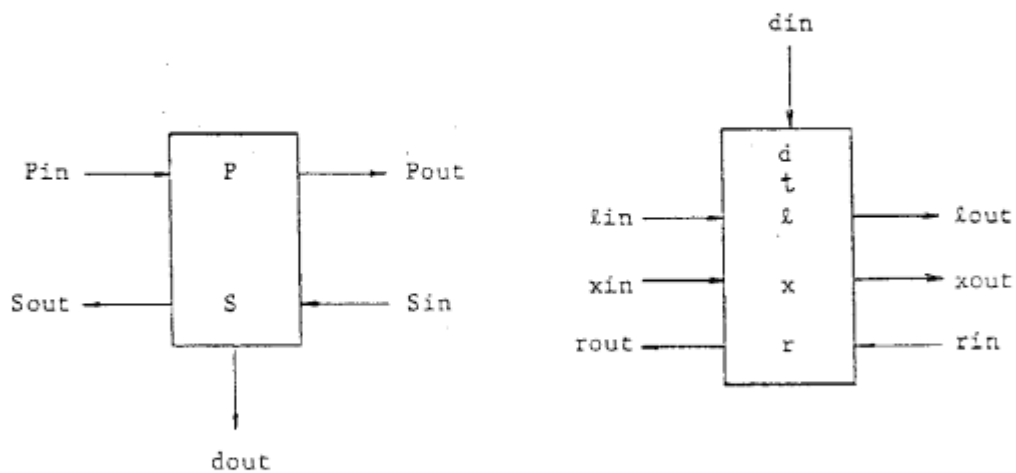 din
Pin P Pout
Sout S Sin
dout
d
t
ℓin ℓ ℓout
xin x xout
rout r rin